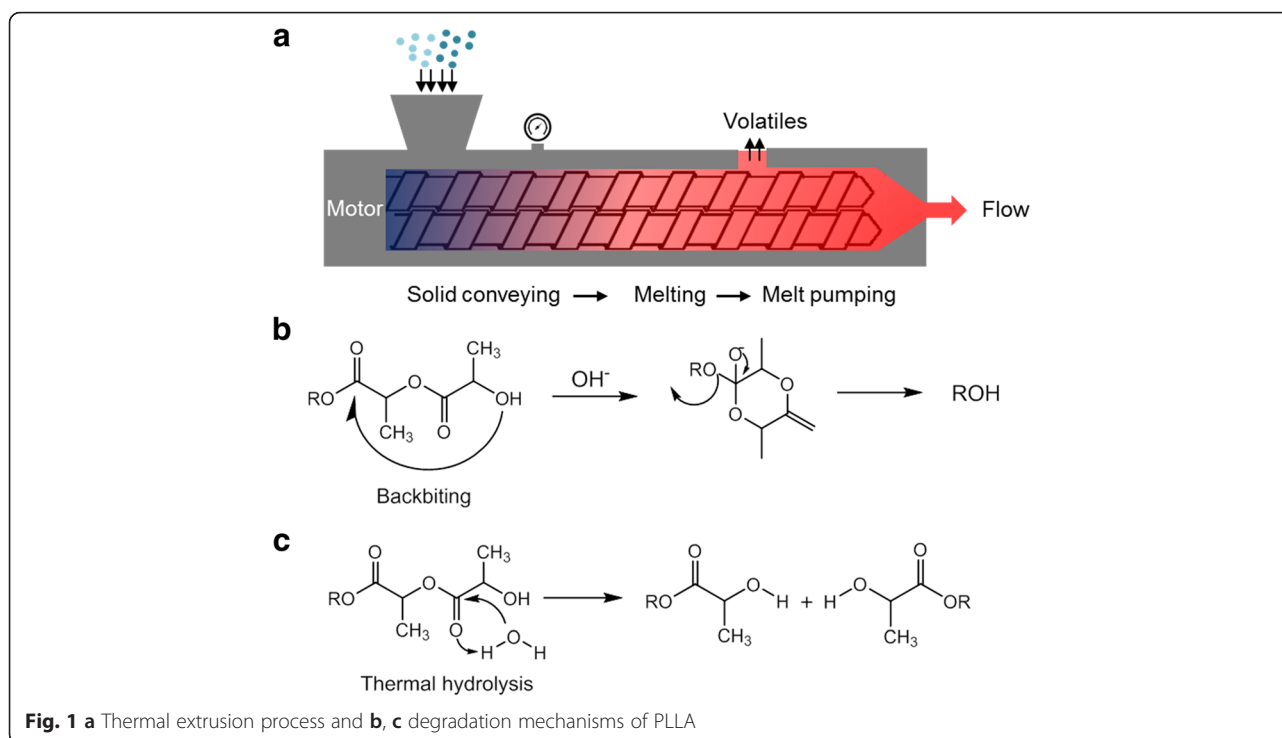 a
Volatiles
Motor
Flow
Solid conveying → Melting → Melt pumping
b
O
CH₃
RO
O
OH
CH₃
O
Backbiting
OH⁻
O⁻
RO
O
O
ROH
c
O
CH₃
RO
O
OH
CH₃
O
O
H
H
Thermal hydrolysis
O
RO
O
H
CH₃
+
H
O
O
OR
CH₃
Fig. 1 a Thermal extrusion process and b, c degradation mechanisms of PLLA